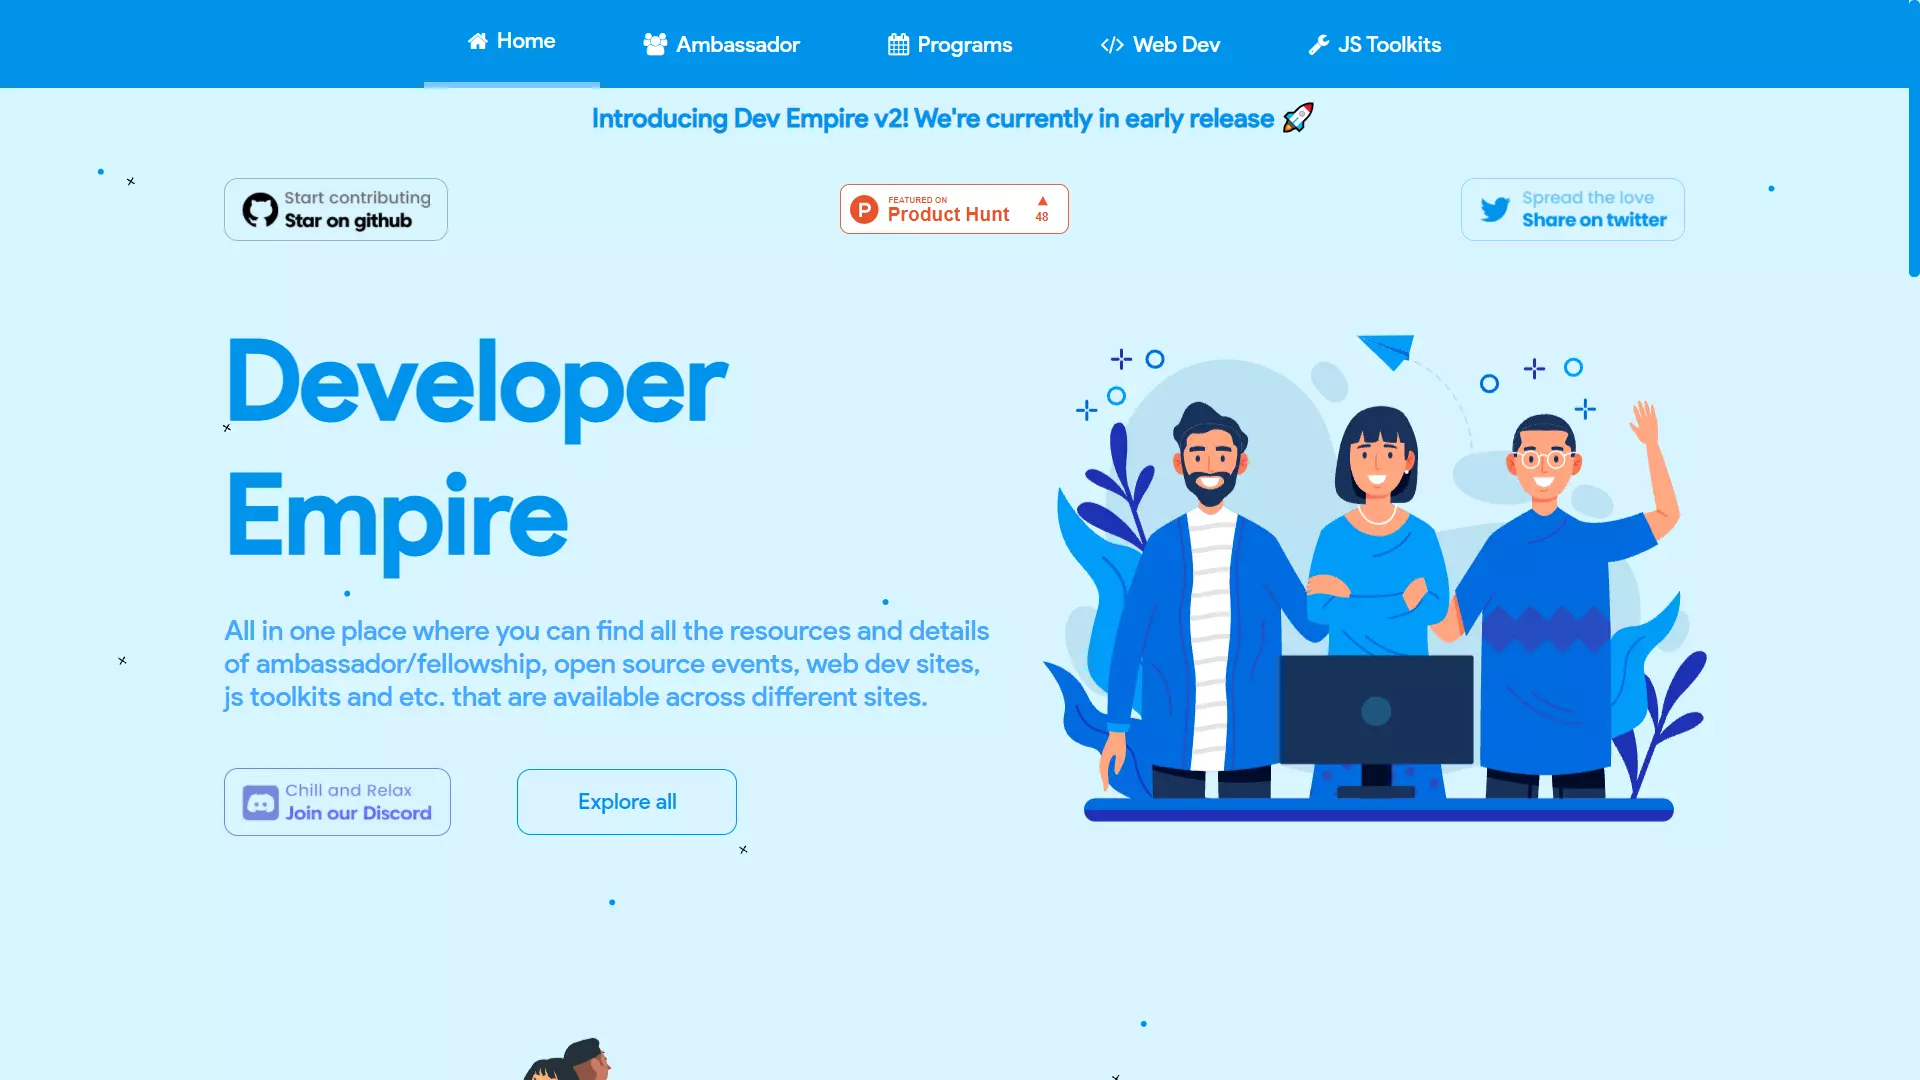 Home
Ambassador
Programs
Web Dev
JS Toolkits
Introducing Dev Empire v2! We're currently in early release 🚀
Start contributing
Star on github
FEATURED ON
Product Hunt
48
Spread the love
Share on twitter
Developer
Empire
All in one place where you can find all the resources and details
of ambassador/fellowship, open source events, web dev sites,
js toolkits and etc. that are available across different sites.
Chill and Relax
Join our Discord
Explore all